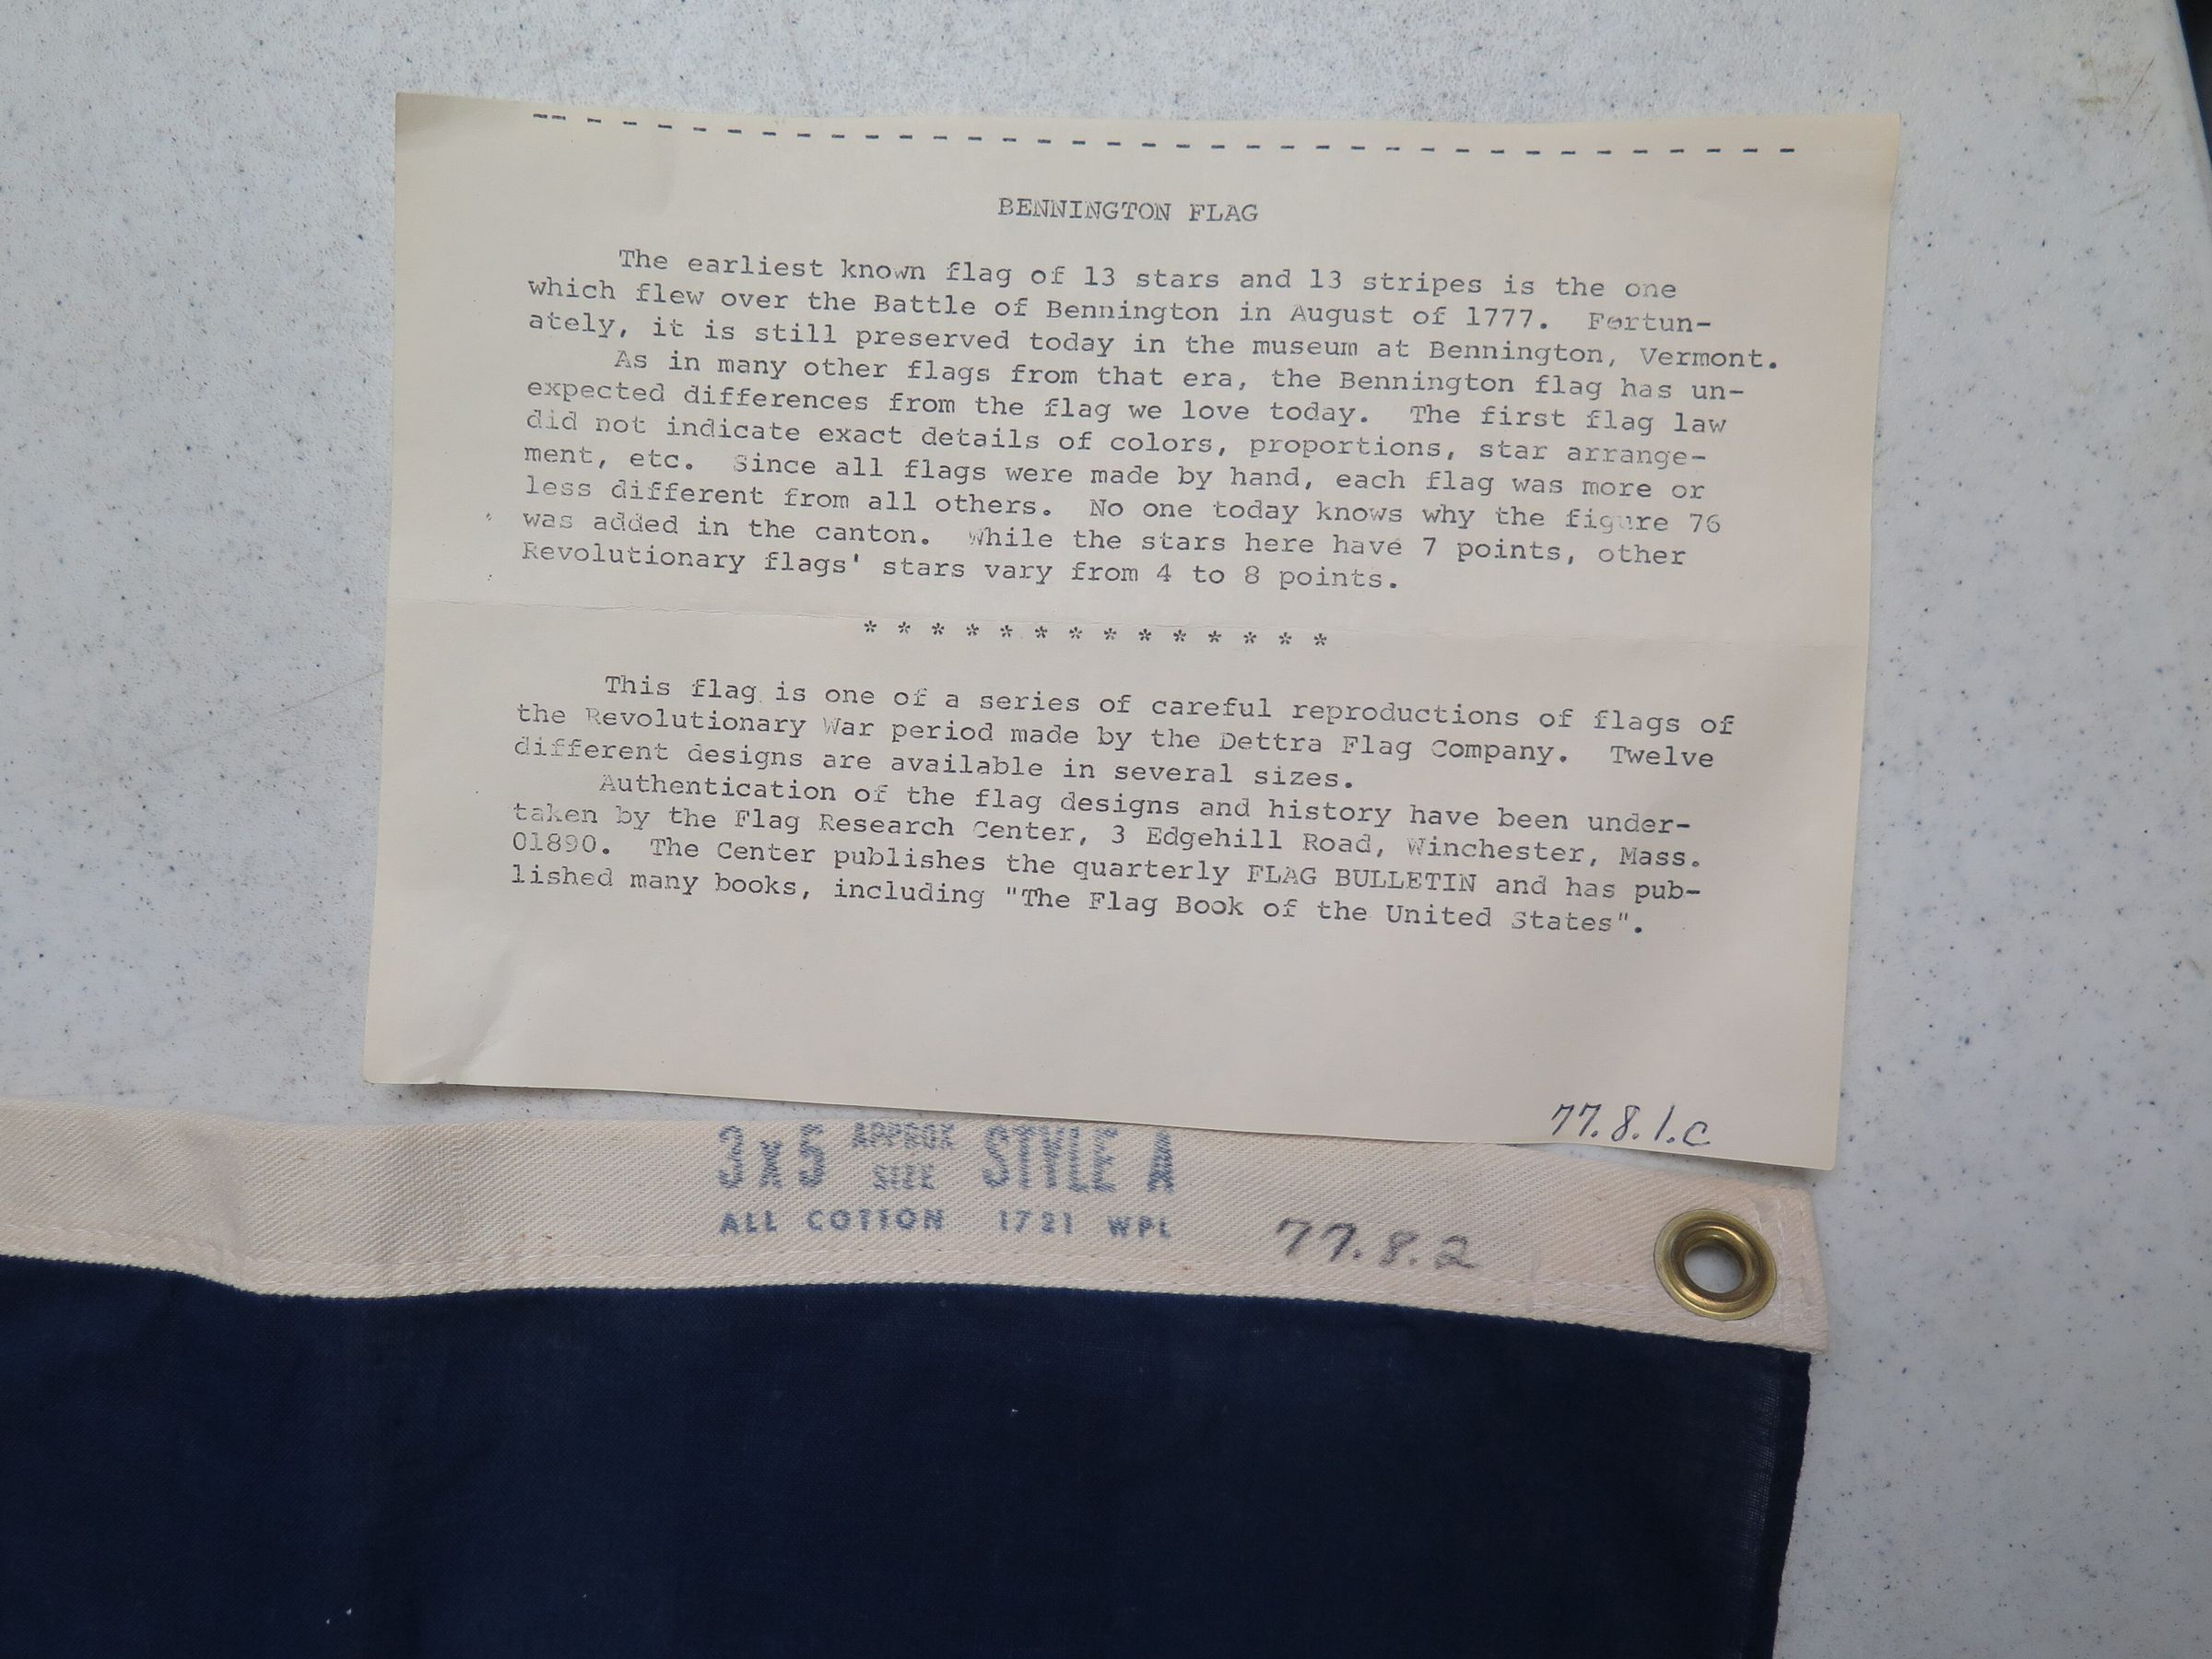 BENNINGTON FLAG
The earliest known flag of 13 stars and 13 stripes is the one
which flew over the Battle of Bennington in August of 1777. Fortun-
ately, it is still preserved today in the museum at Bennington, Vermont.
As in many other flags from that era, the Bennington flag has un-
expected differences from the flag we love today. The first flag law
did not indicate exact details of colors, proportions, star arrange-
ment, etc. Since all flags were made by hand, each flag was more or
less different from all others. No one today knows why the figure 76
was added in the canton. While the stars here have 7 points, other
Revolutionary flags' stars vary from 4 to 8 points.
* * * * * * * * * * * * * *
This flag is one of a series of careful reproductions of flags of
the Revolutionary War period made by the Dettra Flag Company. Twelve
different designs are available in several sizes.
Authentication of the flag designs and history have been under-
taken by the Flag Research Center, 3 Edgehill Road, Winchester, Mass.
01890. The Center publishes the quarterly FLAG BULLETIN and has pub-
lished many books, including "The Flag Book of the United States".
77.8.1.c
3x5 APPROX SIZE STYLE A
ALL COTTON 1721 WPL
77.8.2